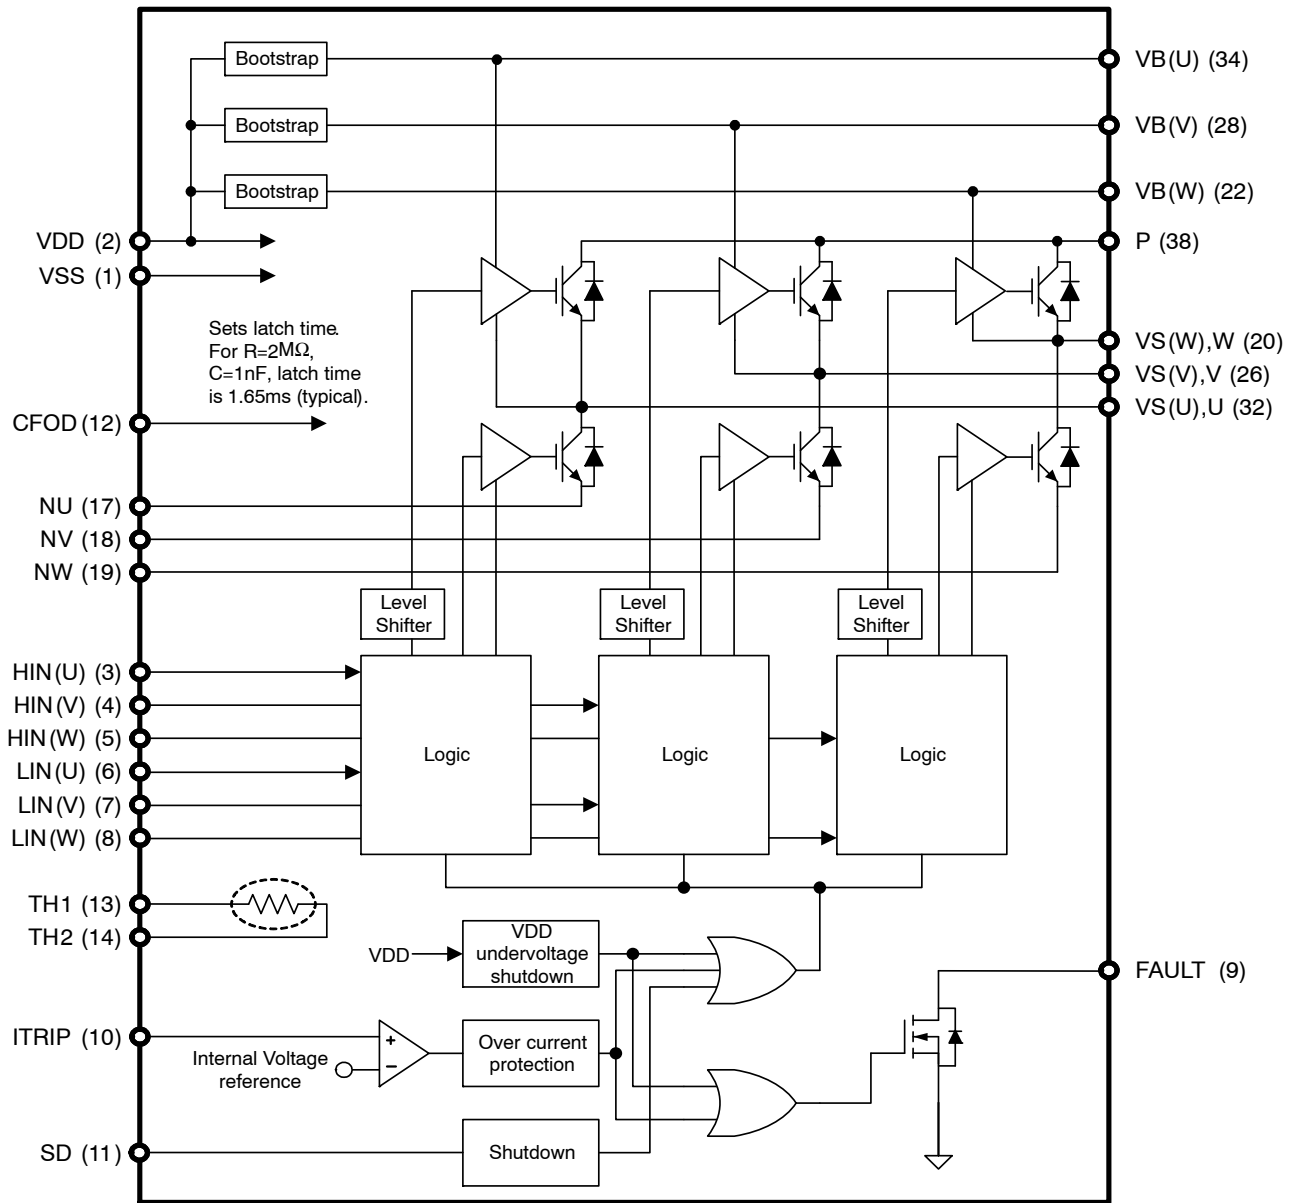 Bootstrap
VB(U) (34)
Bootstrap
VB(V) (28)
Bootstrap
VB(W) (22)
VDD (2)
P (38)
VSS (1)
Sets latch time.
For R=2MΩ,
C=1nF, latch time
is 1.65ms (typical).
VS(W),W (20)
VS(V),V (26)
VS(U),U (32)
CFOD (12)
NU (17)
NV (18)
NW (19)
Level
Shifter
Level
Shifter
Level
Shifter
HIN(U) (3)
HIN(V) (4)
HIN(W) (5)
LIN(U) (6)
LIN(V) (7)
LIN(W) (8)
Logic
Logic
Logic
TH1 (13)
TH2 (14)
VDD
VDD
undervoltage
shutdown
FAULT (9)
ITRIP (10)
+
−
Internal Voltage
reference
Over current
protection
SD (11)
Shutdown